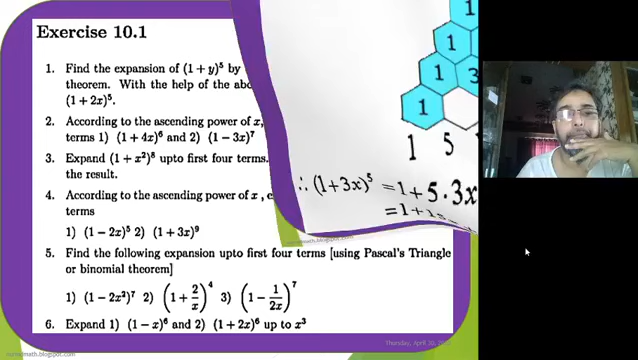 Exercise 10.1
1. Find the expansion of (1 + y)⁵ by
theorem. With the help of the
(1 + 2x)⁵.
2. According to the ascending power of x,
terms 1) (1 + 4x)⁶ and 2) (1 − 3x)⁷
3. Expand (1 + x²)⁸ upto first four terms.
the result.
4. According to the ascending power of x ,
terms
1) (1 − 2x)⁵ 2) (1 + 3x)⁹
5. Find the following expansion upto first four terms [using Pascal's Triangle
or binomial theorem]
1) (1 − 2x²)⁷ 2) (1 + 2/x)⁴ 3) (1 − 1/2x)⁷
6. Expand 1) (1 − x)⁶ and 2) (1 + 2x)⁶ up to x³
1
1
1 3
1
1 5
∴ (1+3x)⁵ = 1+5·3x
= 1+15
Thursday, April 30,